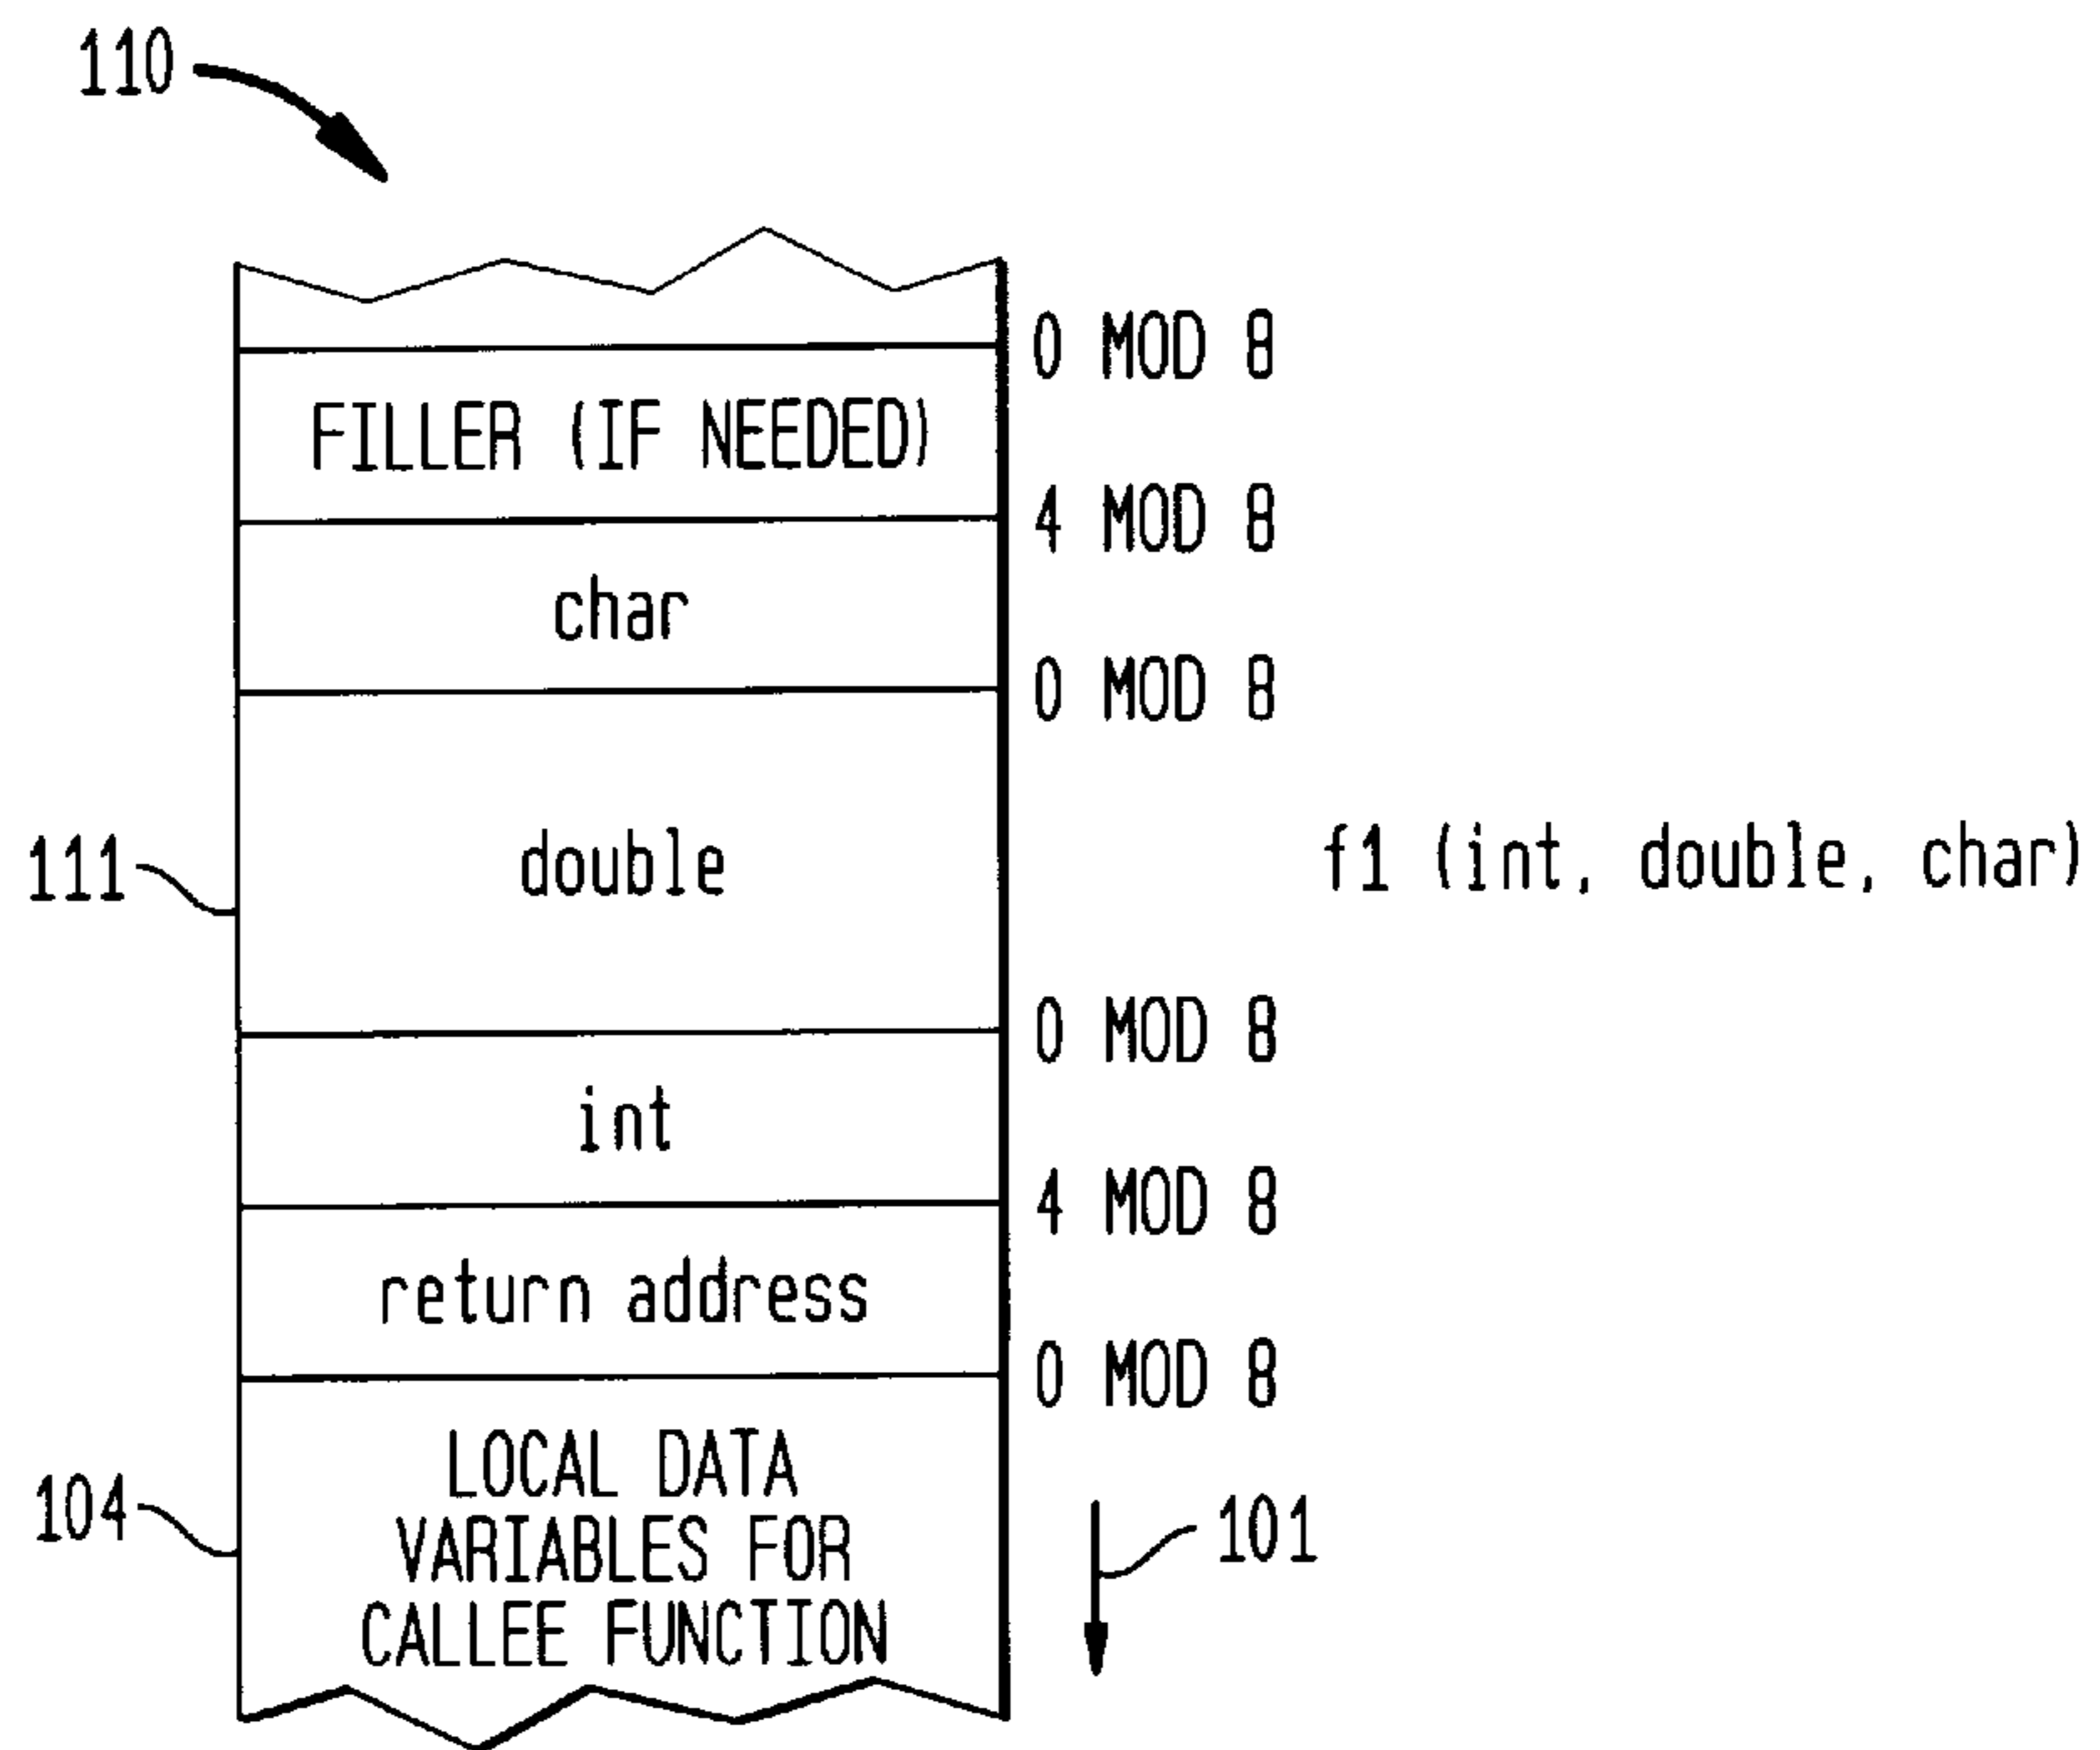 110
0 MOD 8
FILLER (IF NEEDED)
4 MOD 8
char
0 MOD 8
111
double
f1 (int, double, char)
0 MOD 8
int
4 MOD 8
return address
0 MOD 8
104
LOCAL DATA
VARIABLES FOR
CALLEE FUNCTION
101